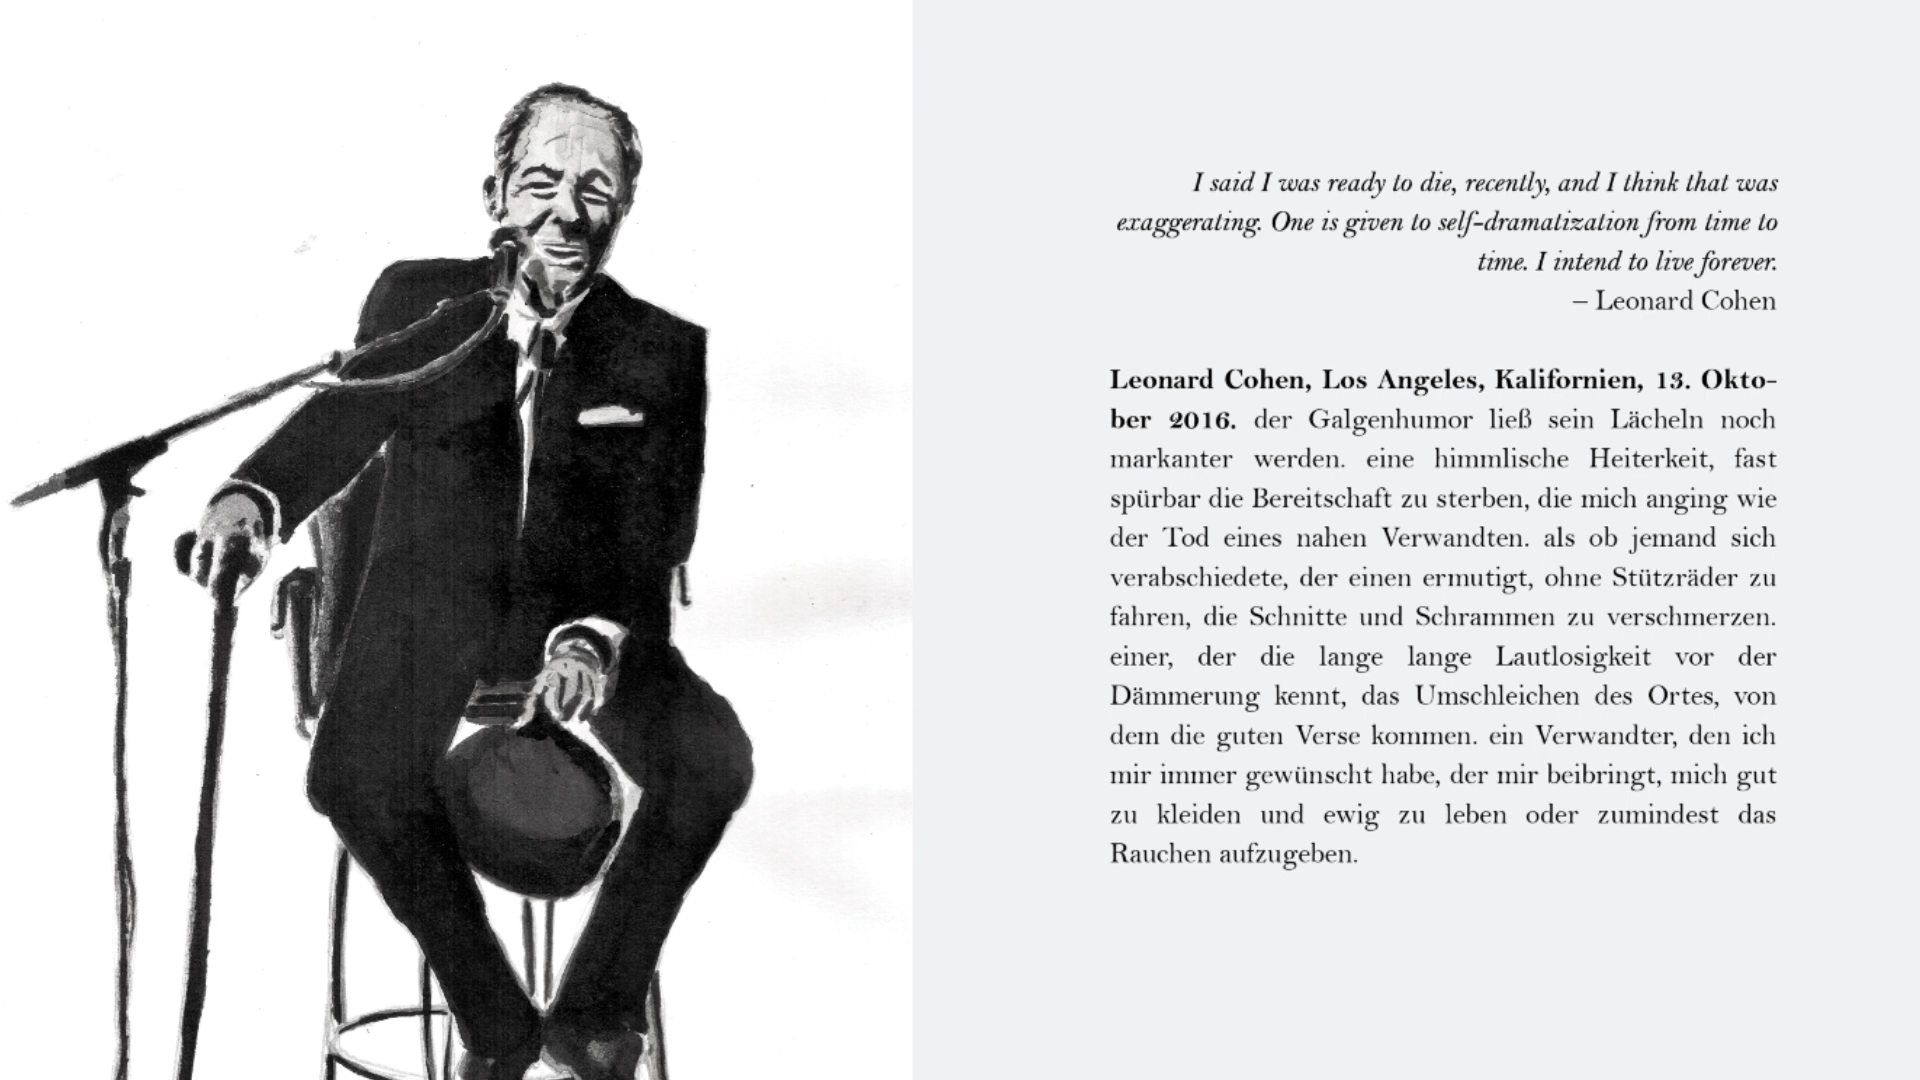 I said I was ready to die, recently, and I think that was
exaggerating. One is given to self-dramatization from time to
time. I intend to live forever.
– Leonard Cohen
Leonard Cohen, Los Angeles, Kalifornien, 13. Okto-
ber 2016. der Galgenhumor ließ sein Lächeln noch
markanter werden. eine himmlische Heiterkeit, fast
spürbar die Bereitschaft zu sterben, die mich anging wie
der Tod eines nahen Verwandten. als ob jemand sich
verabschiedete, der einen ermutigt, ohne Stützräder zu
fahren, die Schnitte und Schrammen zu verschmerzen.
einer, der die lange lange Lautlosigkeit vor der
Dämmerung kennt, das Umschleichen des Ortes, von
dem die guten Verse kommen. ein Verwandter, den ich
mir immer gewünscht habe, der mir beibringt, mich gut
zu kleiden und ewig zu leben oder zumindest das
Rauchen aufzugeben.